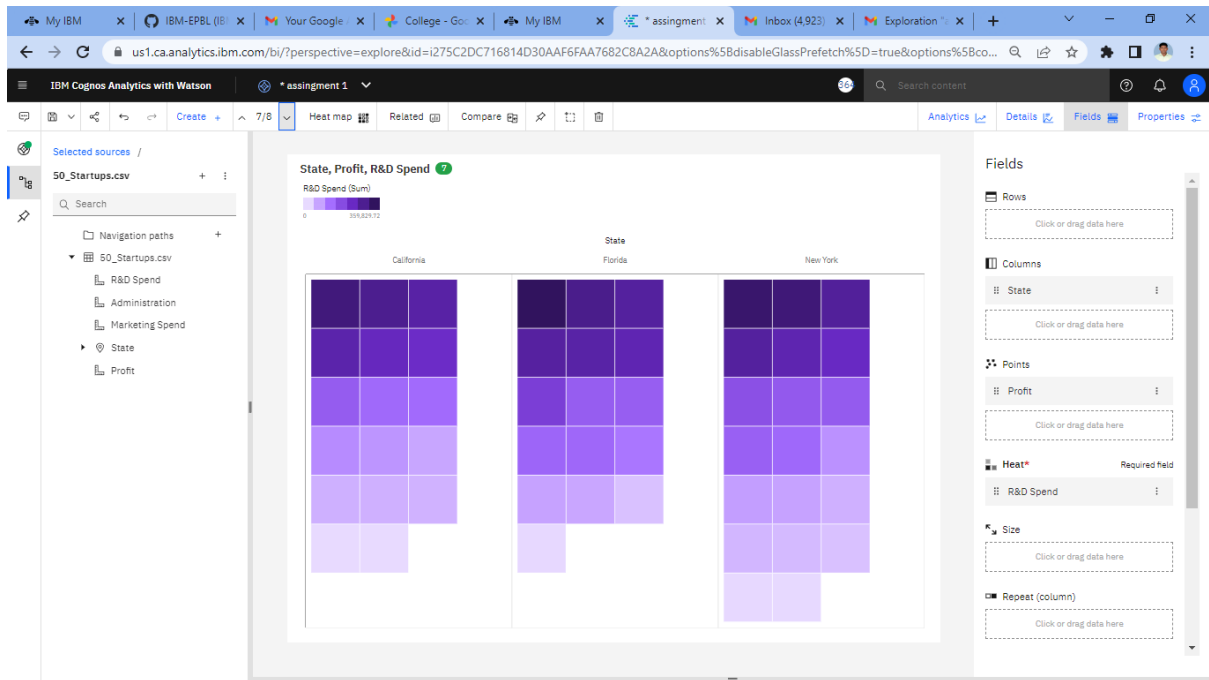 My IBM
IBM-EPBL (IBI
Your Google A
College - Goo
My IBM
* assingment
Inbox (4,923)
Exploration "a
us1.ca.analytics.ibm.com/bi/?perspective=explore&id=i275C2DC716814D30AAF6FAA7682C8A2A&options%5BdisableGlassPrefetch%5D=true&options%5Bco...
IBM Cognos Analytics with Watson
* assingment 1
36+
Search content
Create +
7/8
Heat map
Related
Compare
Analytics
Details
Fields
Properties
Selected sources /
50_Startups.csv
Search
Navigation paths
50_Startups.csv
R&D Spend
Administration
Marketing Spend
State
Profit
State, Profit, R&D Spend 7
R&D Spend (Sum)
0 359,829.72
State
California Florida New York
Fields
Rows
Click or drag data here
Columns
State
Click or drag data here
Points
Profit
Click or drag data here
Heat* Required field
R&D Spend
Size
Click or drag data here
Repeat (column)
Click or drag data here